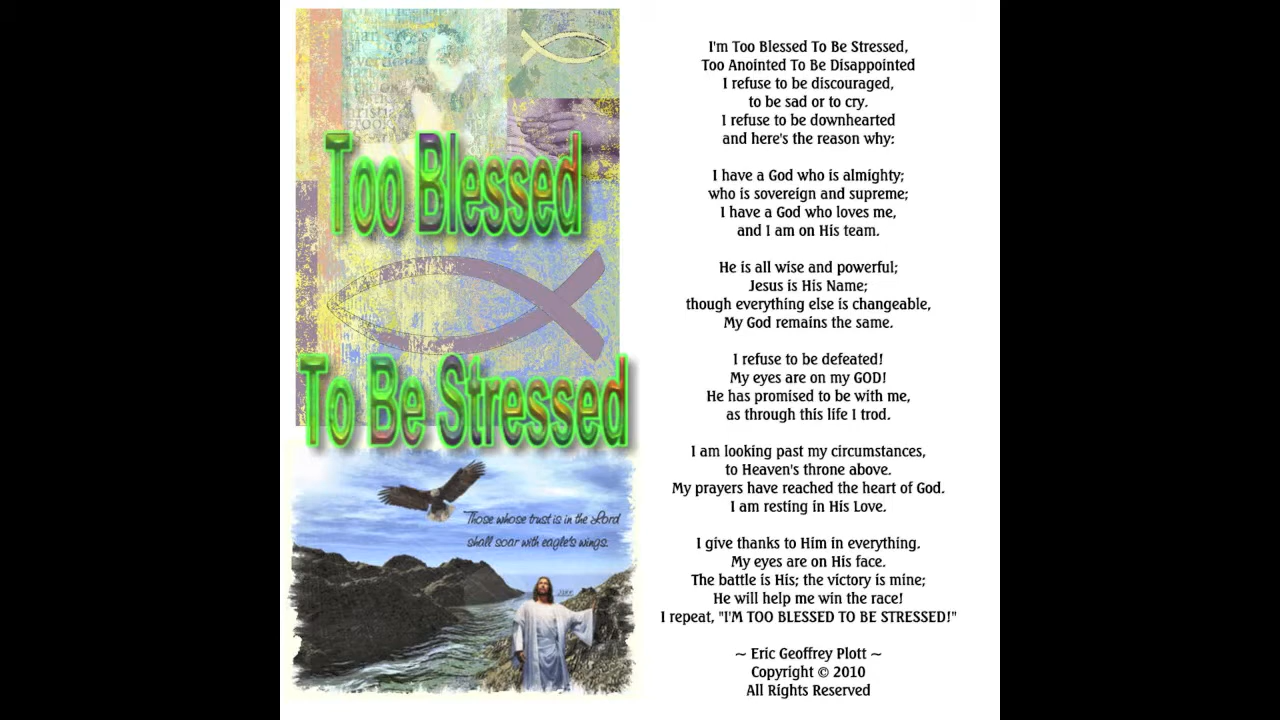 Too Blessed
To Be Stressed
Those whose trust is in the Lord
shall soar with eagle's wings.
I'm Too Blessed To Be Stressed,
Too Anointed To Be Disappointed
I refuse to be discouraged,
to be sad or to cry.
I refuse to be downhearted
and here's the reason why:
I have a God who is almighty;
who is sovereign and supreme;
I have a God who loves me,
and I am on His team.
He is all wise and powerful;
Jesus is His Name;
though everything else is changeable,
My God remains the same.
I refuse to be defeated!
My eyes are on my GOD!
He has promised to be with me,
as through this life I trod.
I am looking past my circumstances,
to Heaven's throne above.
My prayers have reached the heart of God.
I am resting in His Love.
I give thanks to Him in everything.
My eyes are on His face.
The battle is His; the victory is mine;
He will help me win the race!
I repeat, "I'M TOO BLESSED TO BE STRESSED!"
~ Eric Geoffrey Plott ~
Copyright © 2010
All Rights Reserved